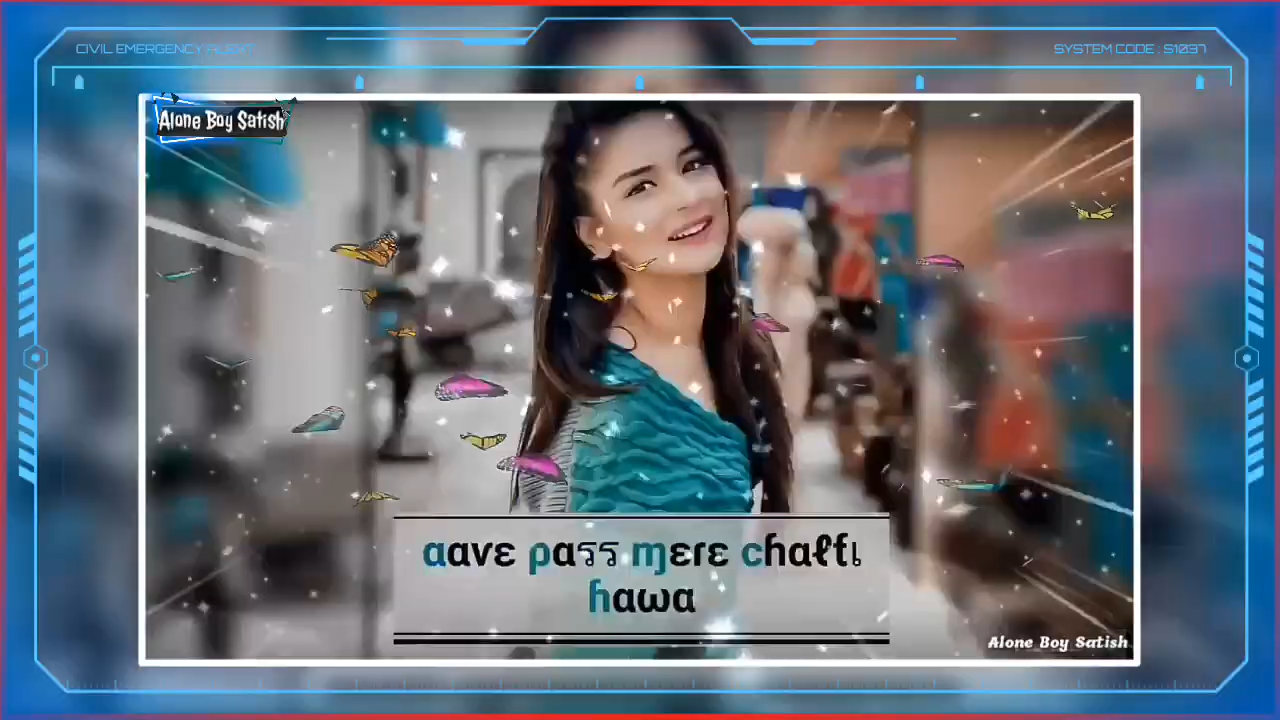 CIVIL EMERGENCY ALERT
SYSTEM CODE : S1037
Alone Boy Satish
aave pass mere chalti
hawa
Alone Boy Satish